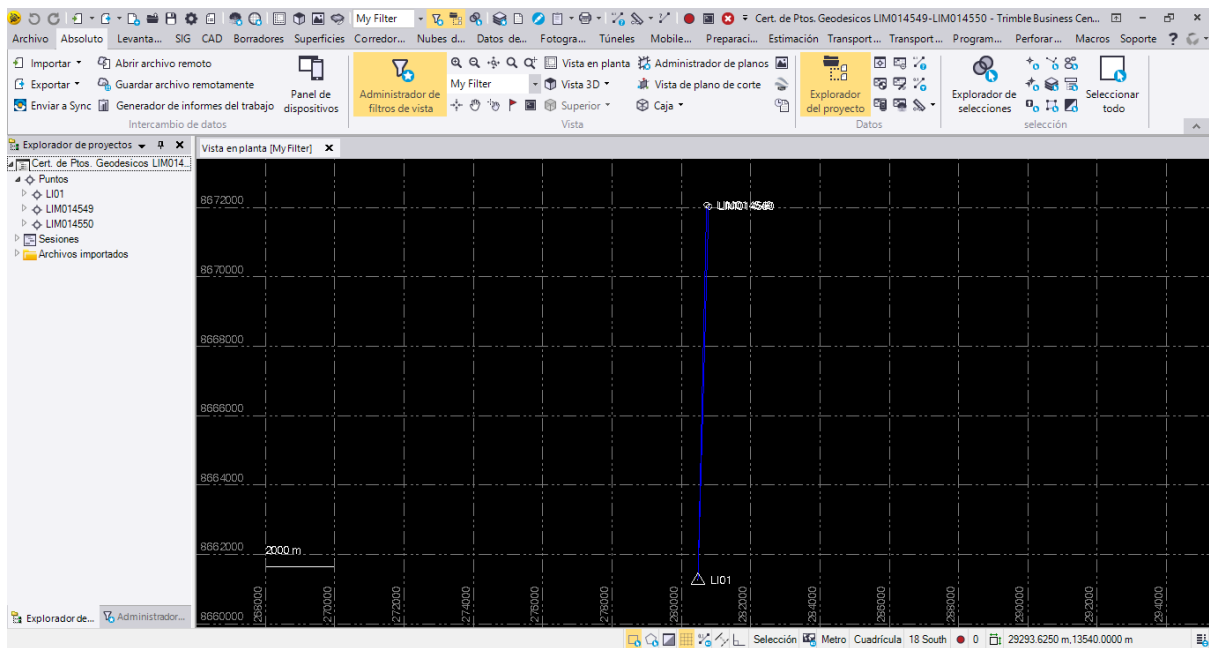 My Filter
Cert. de Ptos. Geodesicos LIM014549-LIM014550 - Trimble Business Cen...
Archivo Absoluto Levanta... SIG CAD Borradores Superficies Corredor... Nubes d... Datos de... Fotogra... Túneles Mobile... Preparaci... Estimación Transport... Transport... Program... Perforar... Macros Soporte
Importar Abrir archivo remoto
Exportar Guardar archivo remotamente
Enviar a Sync Generador de informes del trabajo
Panel de
dispositivos
Intercambio de datos
Administrador de
filtros de vista
Vista en planta Administrador de planos
My Filter Vista 3D Vista de plano de corte
Superior Caja
Vista
Explorador
del proyecto
Datos
Explorador de
selecciones
Seleccionar
todo
selección
Explorador de proyectos
Cert. de Ptos. Geodesicos LIM014...
Puntos
LI01
LIM014549
LIM014550
Sesiones
Archivos importados
Explorador de... Administrador...
Vista en planta [My Filter]
8672000
8670000
8668000
8666000
8664000
8662000
8660000
2000 m
LI01
268000 270000 272000 274000 276000 278000 280000 282000 284000 286000 288000 290000 292000 294000
Selección Metro Cuadrícula 18 South 0 29293.6250 m,13540.0000 m